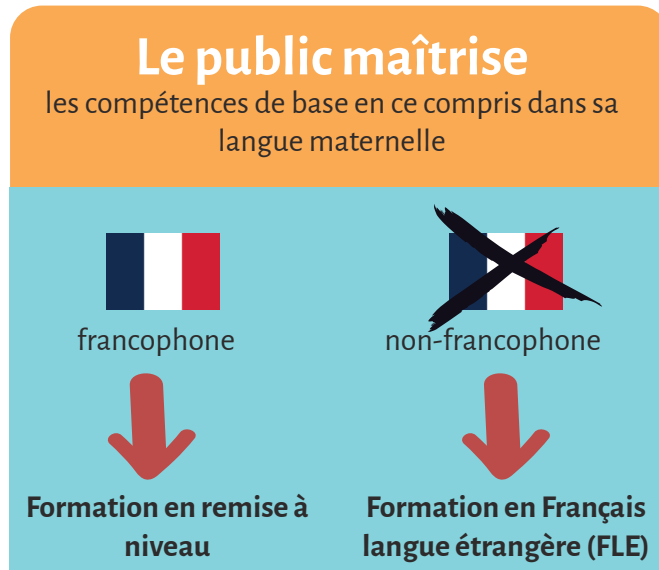 Le public maîtrise
les compétences de base en ce compris dans sa
langue maternelle
francophone
non-francophone
Formation en remise à
niveau
Formation en Français
langue étrangère (FLE)